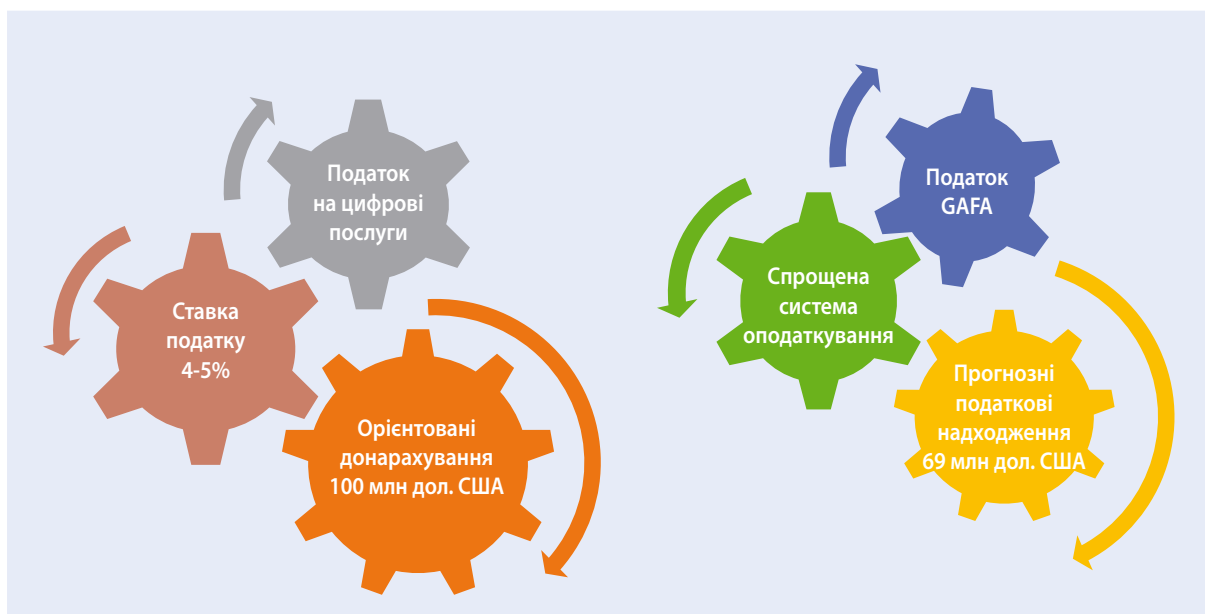 Податок
на цифрові
послуги
Ставка
податку
4-5%
Орієнтовані
донарахування
100 млн дол. США
Податок
GAFA
Спрощена
система
оподаткування
Прогнозні
податкові
надходження
69 млн дол. США